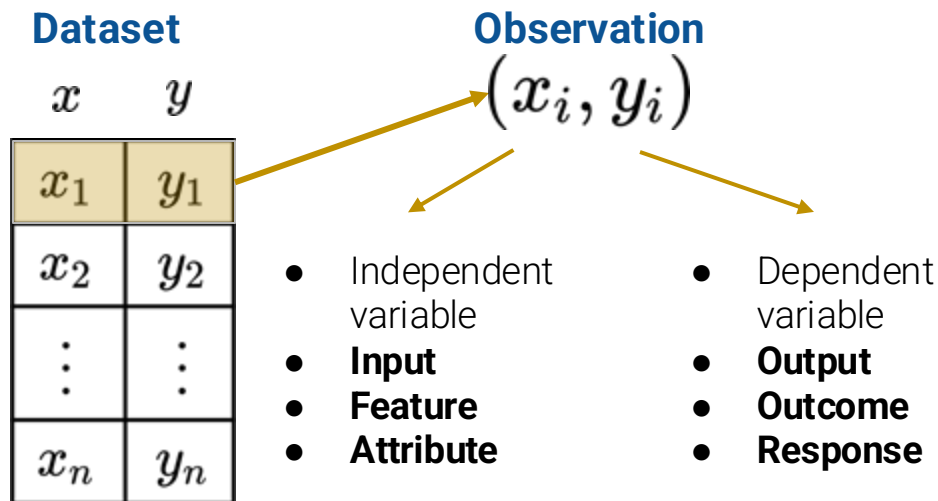 Dataset
x y
x₁ y₁
x₂ y₂
⋮ ⋮
xₙ yₙ
Observation
(xᵢ, yᵢ)
● Independent
variable
● Input
● Feature
● Attribute
● Dependent
variable
● Output
● Outcome
● Response